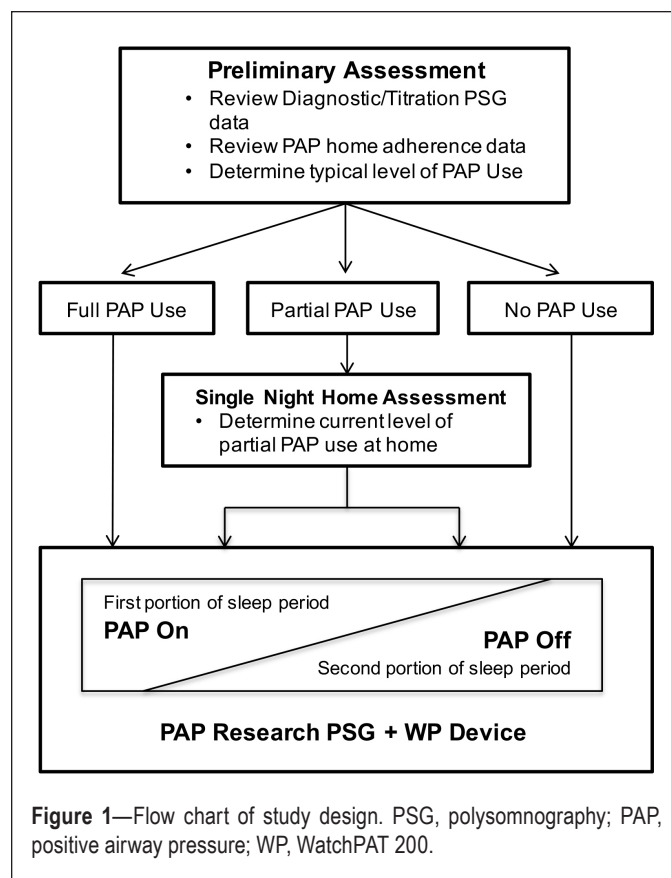 Preliminary Assessment
• Review Diagnostic/Titration PSG
data
• Review PAP home adherence data
• Determine typical level of PAP Use
Full PAP Use
Partial PAP Use
No PAP Use
Single Night Home Assessment
• Determine current level of
partial PAP use at home
First portion of sleep period
PAP On
PAP Off
Second portion of sleep period
PAP Research PSG + WP Device
Figure 1—Flow chart of study design. PSG, polysomnography; PAP,
positive airway pressure; WP, WatchPAT 200.